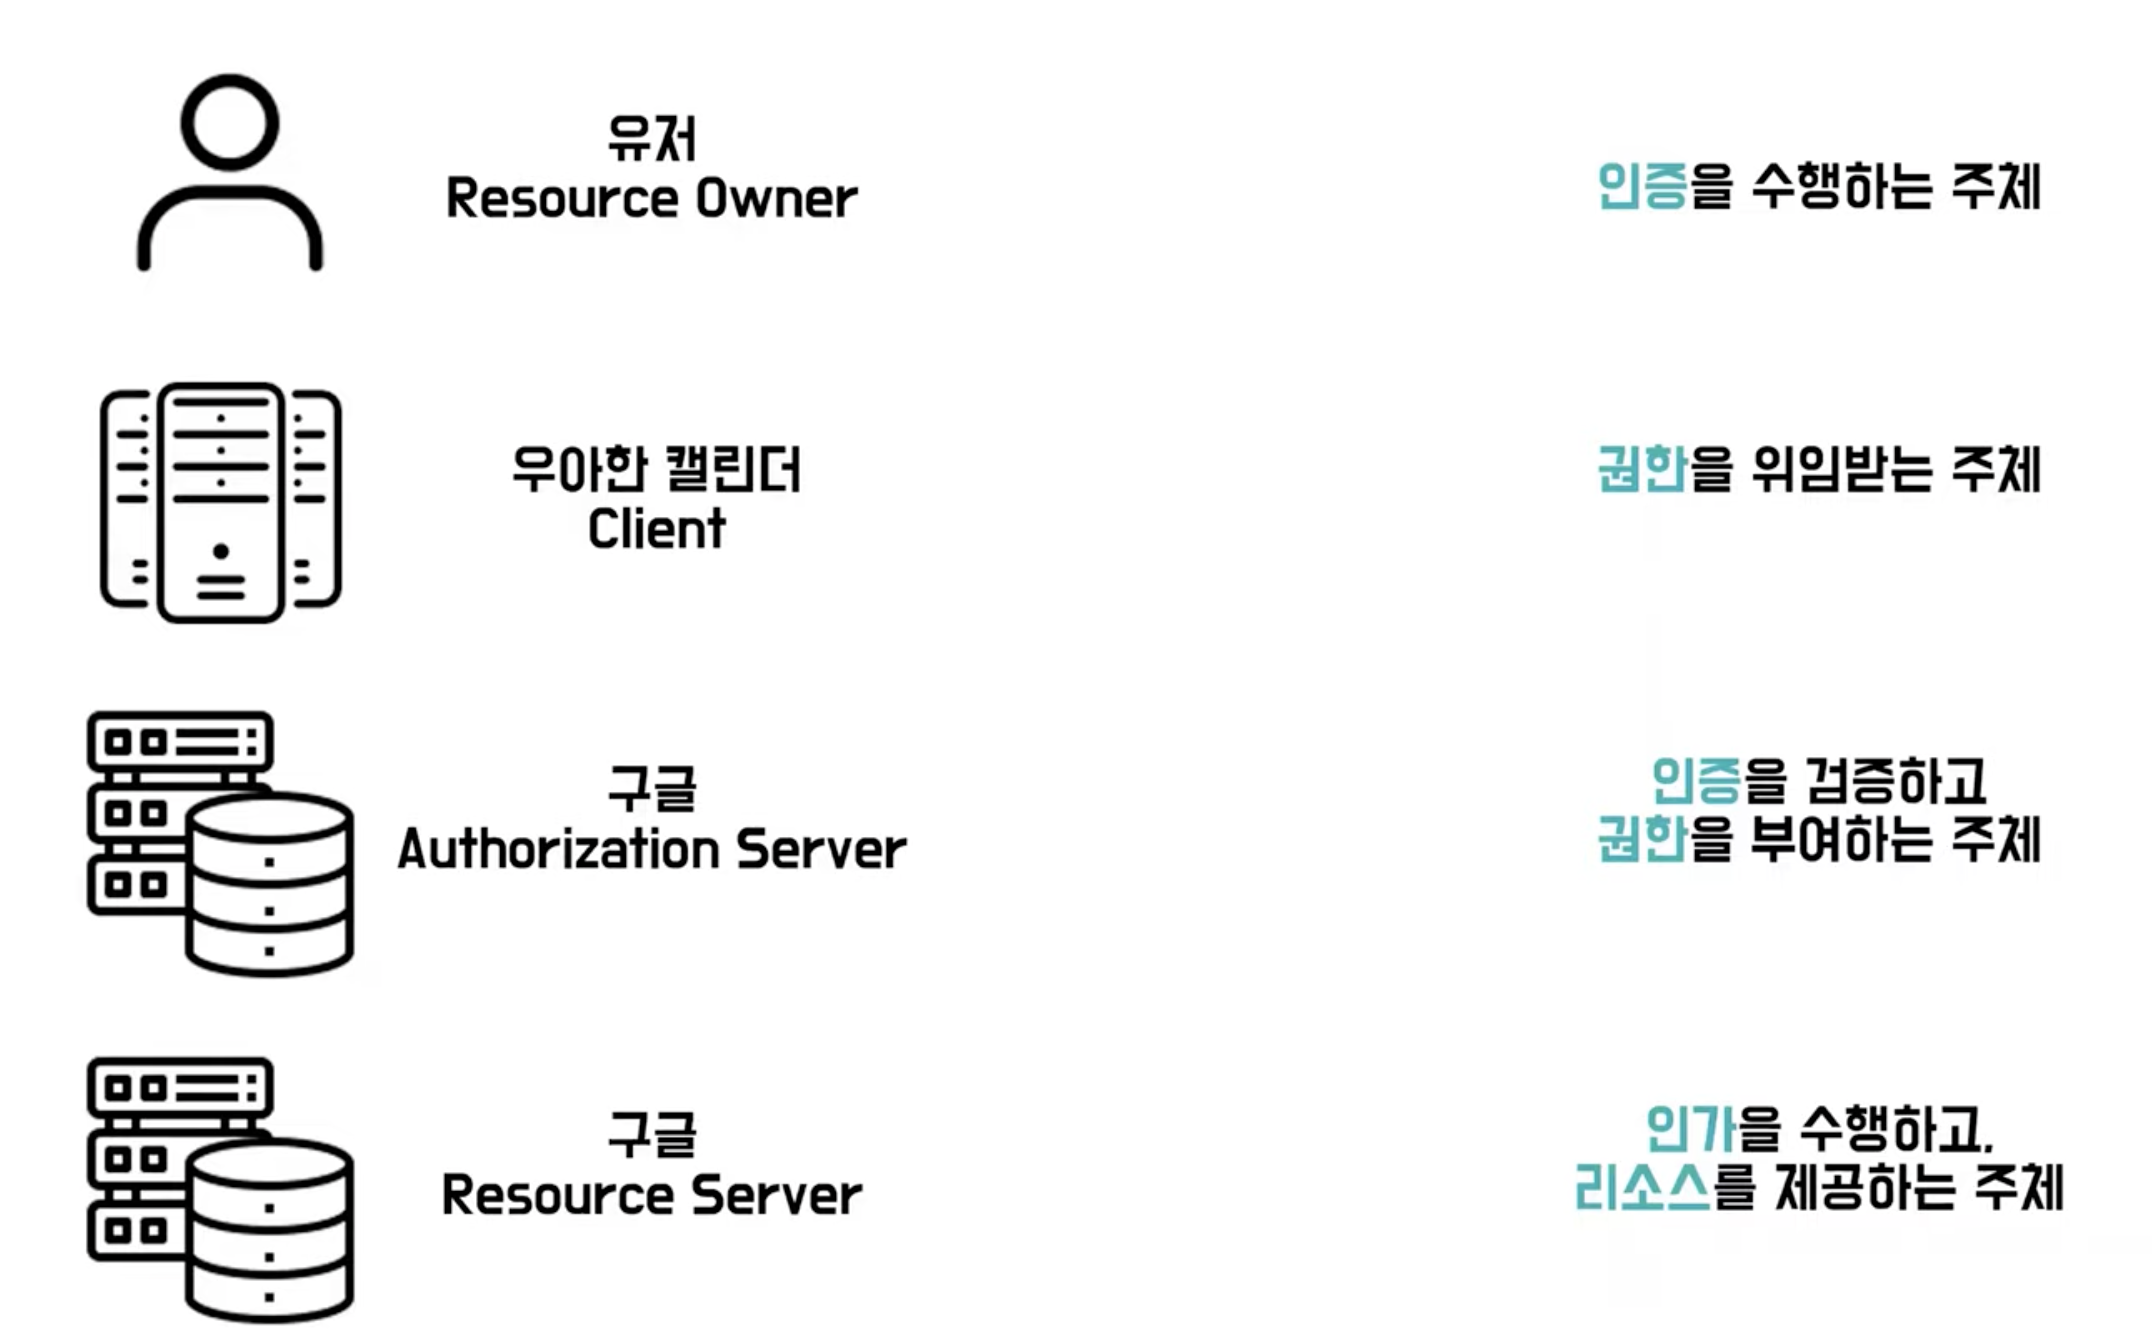 유저
Resource Owner
인증을 수행하는 주체
우아한 캘린더
Client
권한을 위임받는 주체
구글
Authorization Server
인증을 검증하고
권한을 부여하는 주체
구글
Resource Server
인가을 수행하고,
리소스를 제공하는 주체